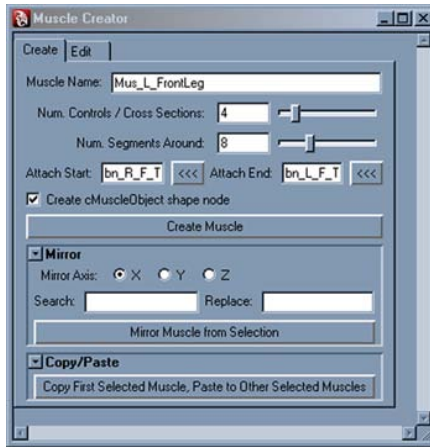 Muscle Creator
Create Edit
Muscle Name: Mus_L_FrontLeg
Num. Controls / Cross Sections: 4
Num. Segments Around: 8
Attach Start: bn_R_F_T <<< Attach End: bn_L_F_T <<<
Create cMuscleObject shape node
Create Muscle
Mirror
Mirror Axis: X Y Z
Search: Replace:
Mirror Muscle from Selection
Copy/Paste
Copy First Selected Muscle, Paste to Other Selected Muscles